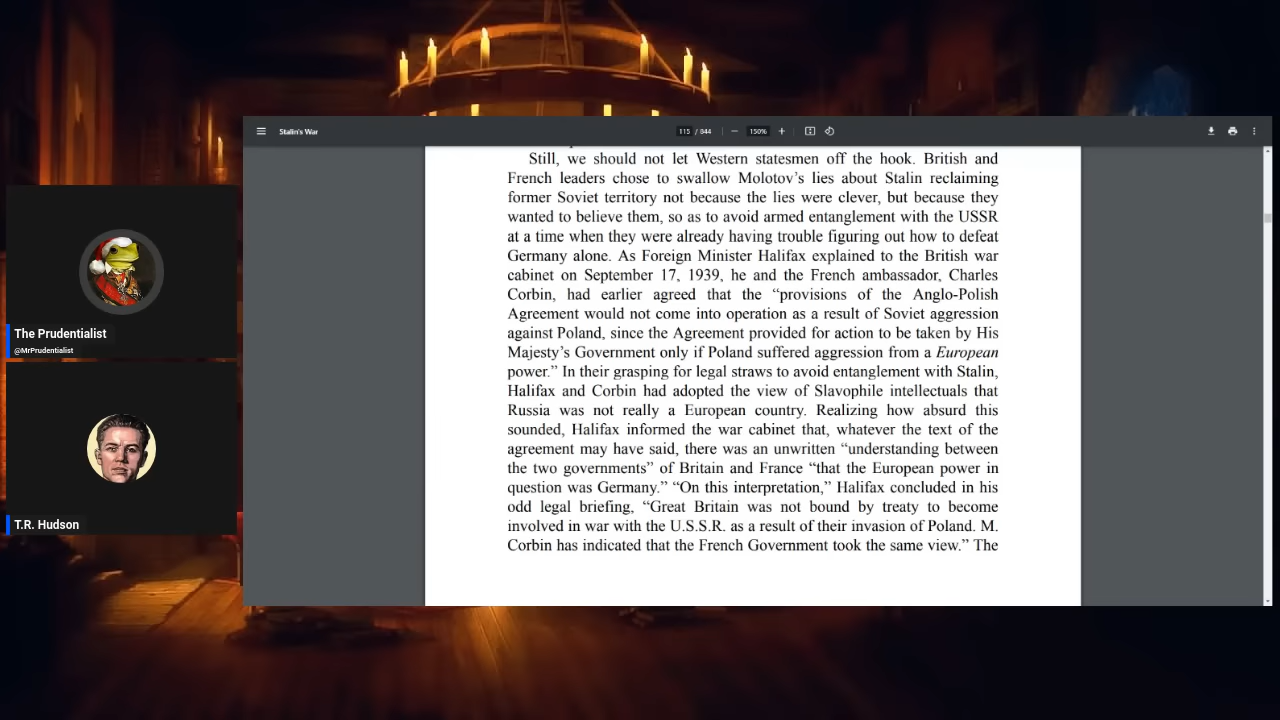 Stalin's War
115 / 844
150%
Still, we should not let Western statesmen off the hook. British and
French leaders chose to swallow Molotov’s lies about Stalin reclaiming
former Soviet territory not because the lies were clever, but because they
wanted to believe them, so as to avoid armed entanglement with the USSR
at a time when they were already having trouble figuring out how to defeat
Germany alone. As Foreign Minister Halifax explained to the British war
cabinet on September 17, 1939, he and the French ambassador, Charles
Corbin, had earlier agreed that the “provisions of the Anglo-Polish
Agreement would not come into operation as a result of Soviet aggression
against Poland, since the Agreement provided for action to be taken by His
Majesty’s Government only if Poland suffered aggression from a European
power.” In their grasping for legal straws to avoid entanglement with Stalin,
Halifax and Corbin had adopted the view of Slavophile intellectuals that
Russia was not really a European country. Realizing how absurd this
sounded, Halifax informed the war cabinet that, whatever the text of the
agreement may have said, there was an unwritten “understanding between
the two governments” of Britain and France “that the European power in
question was Germany.” “On this interpretation,” Halifax concluded in his
odd legal briefing, “Great Britain was not bound by treaty to become
involved in war with the U.S.S.R. as a result of their invasion of Poland. M.
Corbin has indicated that the French Government took the same view.” The
The Prudentialist
@MrPrudentialist
T.R. Hudson